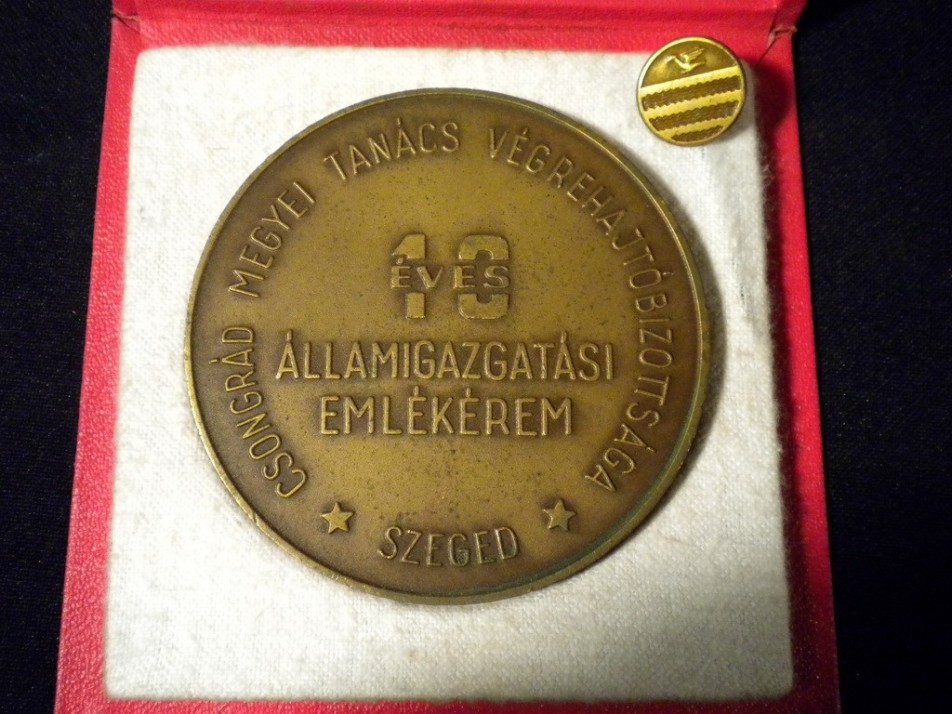 CSONGRÁD MEGYEI TANÁCS VÉGREHAJTÓBIZOTTSÁGA
10
ÉVES
ÁLLAMIGAZGATÁSI
EMLÉKÉREM
SZEGED